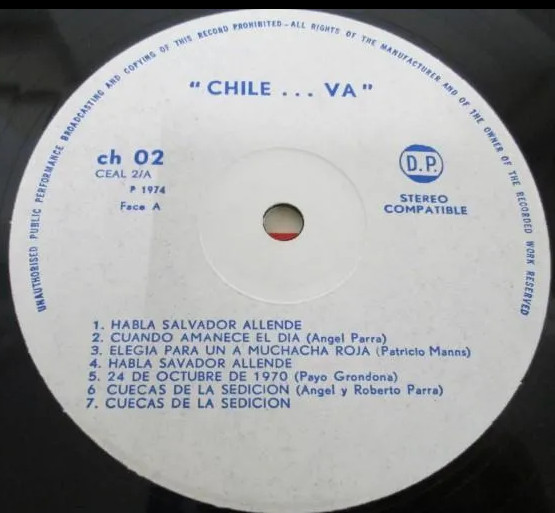 UNAUTHORISED PUBLIC PERFORMANCE BROADCASTING AND COPYING OF THIS RECORD PROHIBITED - ALL RIGHTS OF THE MANUFACTURER AND OF THE OWNER OF THE RECORDED WORK RESERVED
"CHILE ... VA"
ch 02
CEAL 2/A
P 1974
Face A
D.P.
STEREO
COMPATIBLE
1. HABLA SALVADOR ALLENDE
2. CUANDO AMANECE EL DIA (Angel Parra)
3. ELEGIA PARA UN A MUCHACHA ROJA (Patricio Manns)
4. HABLA SAVADOR ALLENDE
5. 24 DE OCTUBRE DE 1970 (Payo Grondona)
6 CUECAS DE LA SEDICION (Angel y Roberto Parra)
7. CUECAS DE LA SEDICION